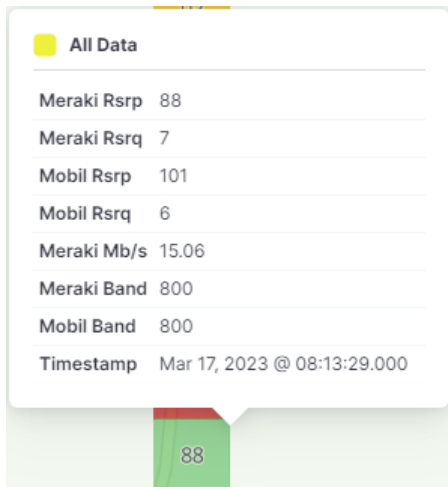 All Data
Meraki Rsrp 88
Meraki Rsrq 7
Mobil Rsrp 101
Mobil Rsrq 6
Meraki Mb/s 15.06
Meraki Band 800
Mobil Band 800
Timestamp Mar 17, 2023 @ 08:13:29.000
88